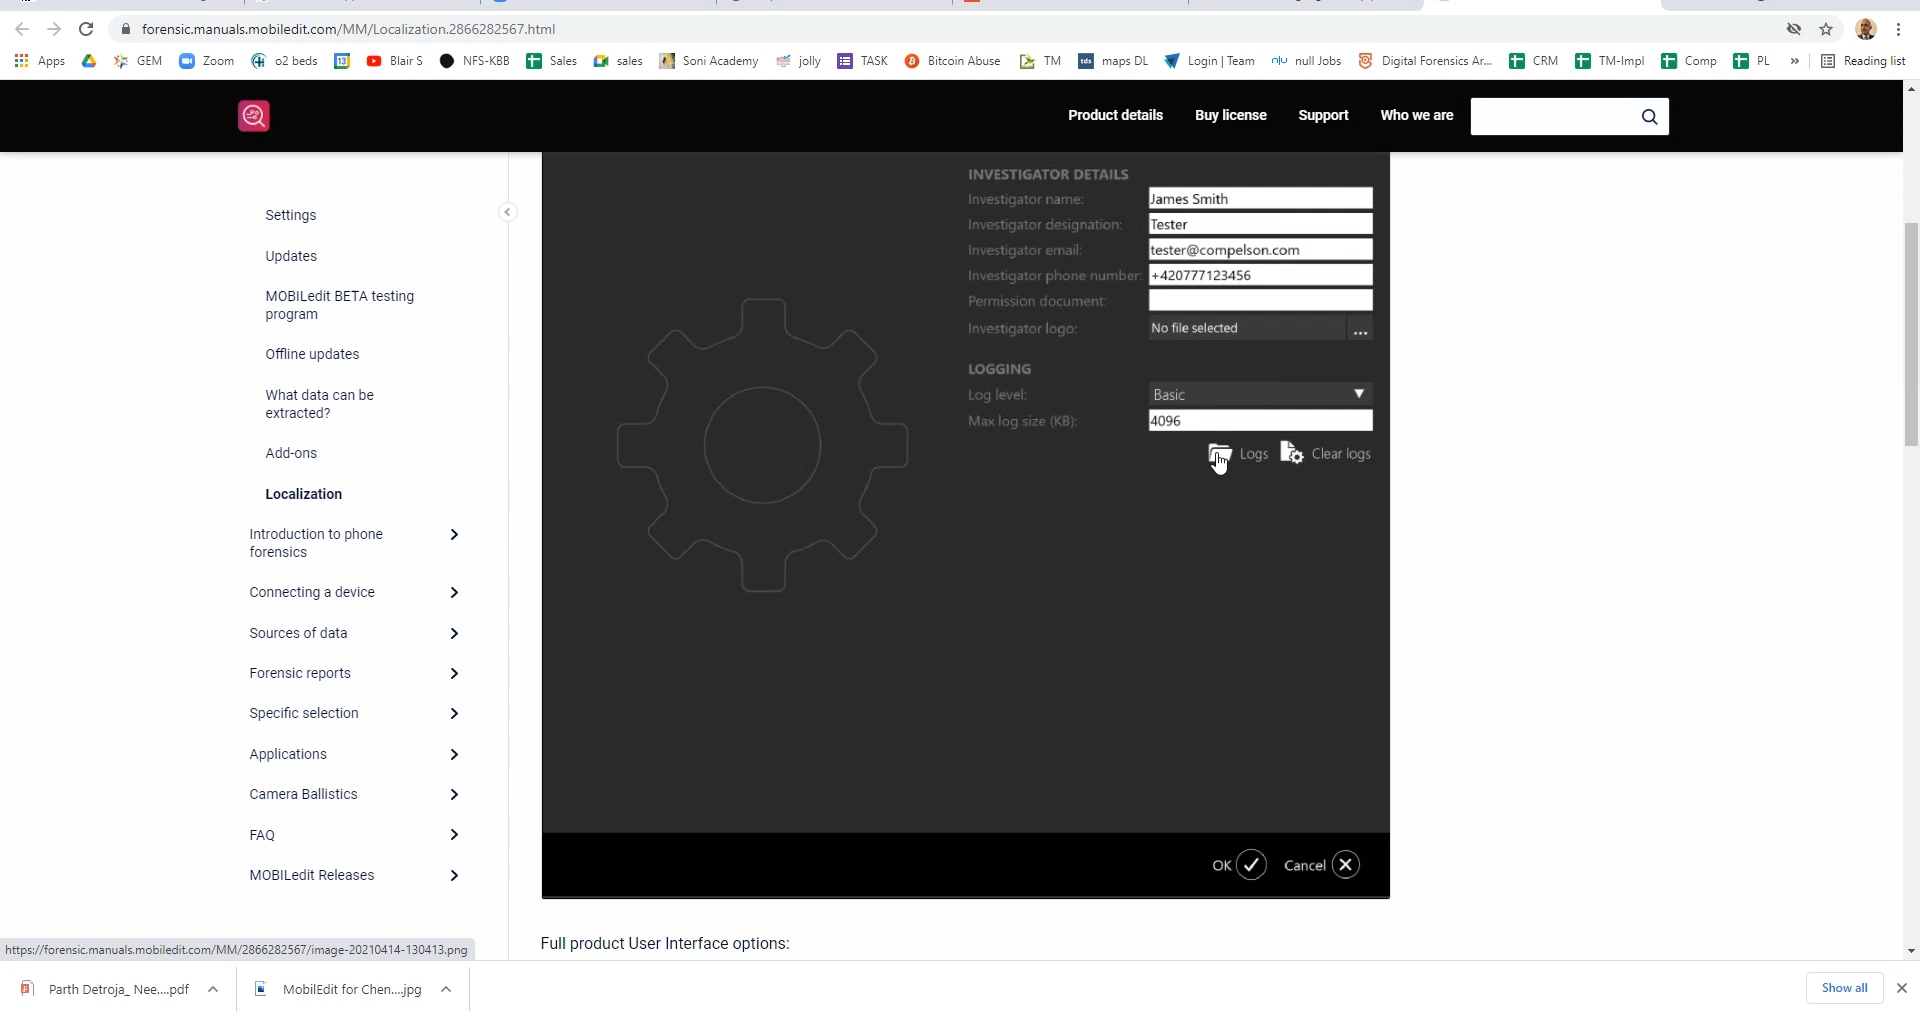 forensic.manuals.mobiledit.com/MM/Localization.2866282567.html
Apps GEM Zoom o2 beds 31 Blair S NFS-KBB Sales sales Soni Academy jolly TASK Bitcoin Abuse TM tds maps DL Login | Team n|u null Jobs Digital Forensics Ar... CRM TM-Impl Comp PL » Reading list
Product details Buy license Support Who we are
Settings
Updates
MOBILedit BETA testing
program
Offline updates
What data can be
extracted?
Add-ons
Localization
Introduction to phone
forensics
Connecting a device
Sources of data
Forensic reports
Specific selection
Applications
Camera Ballistics
FAQ
MOBILedit Releases
INVESTIGATOR DETAILS
Investigator name: James Smith
Investigator designation: Tester
Investigator email: tester@compelson.com
Investigator phone number: +420777123456
Permission document:
Investigator logo: No file selected ...
LOGGING
Log level: Basic
Max log size (KB): 4096
Logs Clear logs
OK Cancel
Full product User Interface options:
https://forensic.manuals.mobiledit.com/MM/2866282567/image-20210414-130413.png
Parth Detroja_ Nee....pdf MobilEdit for Chen....jpg Show all